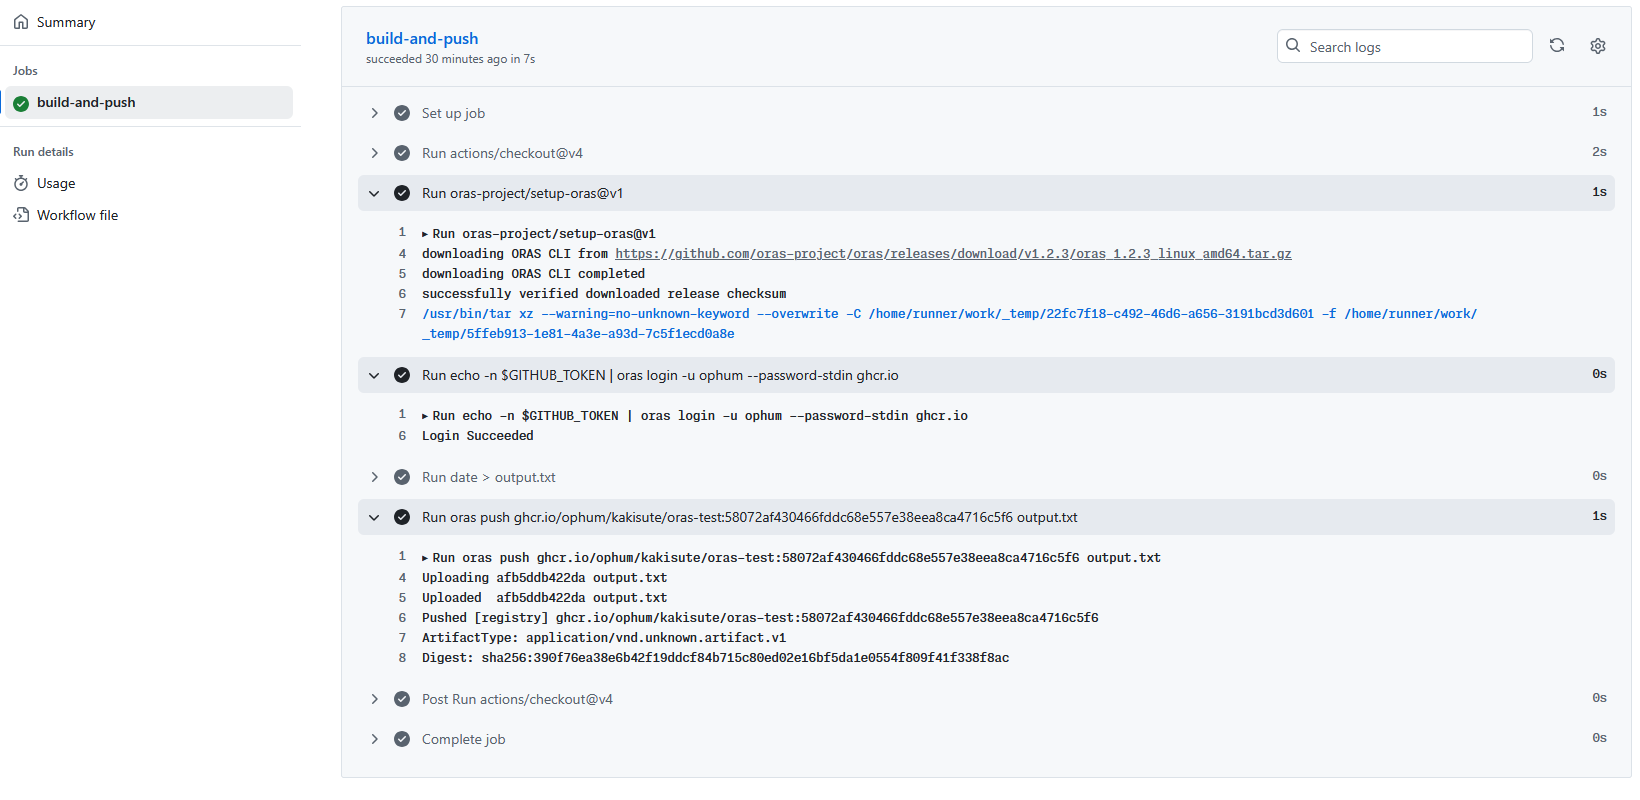 Summary
Jobs
build-and-push
Run details
Usage
Workflow file
build-and-push
succeeded 30 minutes ago in 7s
Search logs
Set up job 1s
Run actions/checkout@v4 2s
Run oras-project/setup-oras@v1 1s
1 ▸ Run oras-project/setup-oras@v1
4 downloading ORAS CLI from https://github.com/oras-project/oras/releases/download/v1.2.3/oras_1.2.3_linux_amd64.tar.gz
5 downloading ORAS CLI completed
6 successfully verified downloaded release checksum
7 /usr/bin/tar xz --warning=no-unknown-keyword --overwrite -C /home/runner/work/_temp/22fc7f18-c492-46d6-a656-3191bcd3d601 -f /home/runner/work/
_temp/5ffeb913-1e81-4a3e-a93d-7c5f1ecd0a8e
Run echo -n $GITHUB_TOKEN | oras login -u ophum --password-stdin ghcr.io 0s
1 ▸ Run echo -n $GITHUB_TOKEN | oras login -u ophum --password-stdin ghcr.io
6 Login Succeeded
Run date > output.txt 0s
Run oras push ghcr.io/ophum/kakisute/oras-test:58072af430466fddc68e557e38eea8ca4716c5f6 output.txt 1s
1 ▸ Run oras push ghcr.io/ophum/kakisute/oras-test:58072af430466fddc68e557e38eea8ca4716c5f6 output.txt
4 Uploading afb5ddb422da output.txt
5 Uploaded  afb5ddb422da output.txt
6 Pushed [registry] ghcr.io/ophum/kakisute/oras-test:58072af430466fddc68e557e38eea8ca4716c5f6
7 ArtifactType: application/vnd.unknown.artifact.v1
8 Digest: sha256:390f76ea38e6b42f19ddcf84b715c80ed02e16bf5da1e0554f809f41f338f8ac
Post Run actions/checkout@v4 0s
Complete job 0s